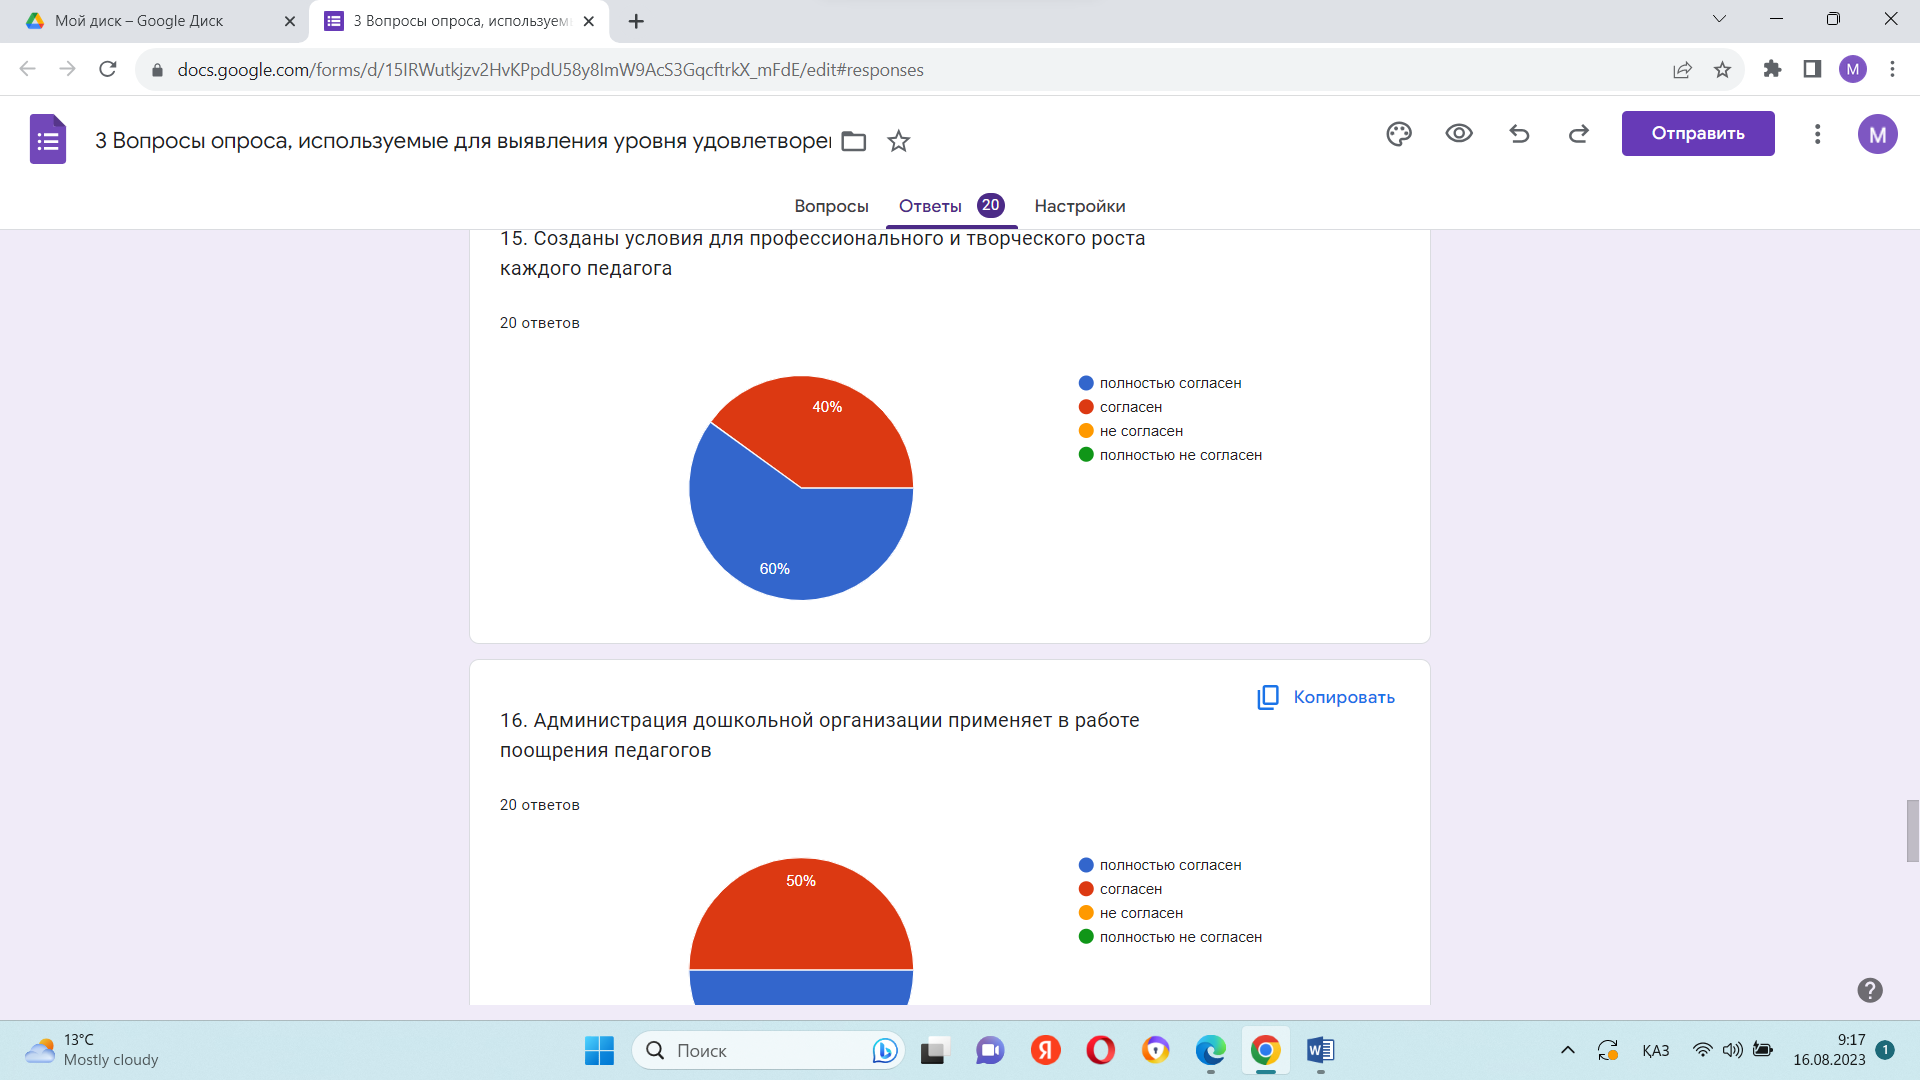 Мой диск – Google Диск
3 Вопросы опроса, используем
docs.google.com/forms/d/15IRWutkjzv2HvKPpdU58y8ImW9AcS3GqcftrkX_mFdE/edit#responses
M
3 Вопросы опроса, используемые для выявления уровня удовлетворен
Отправить
M
Вопросы
Ответы 20
Настройки
15. Созданы условия для профессионального и творческого роста
каждого педагога
20 ответов
40%
60%
полностью согласен
согласен
не согласен
полностью не согласен
Копировать
16. Администрация дошкольной организации применяет в работе
поощрения педагогов
20 ответов
50%
полностью согласен
согласен
не согласен
полностью не согласен
13°C
Mostly cloudy
Поиск
ҚАЗ
9:17
16.08.2023
1